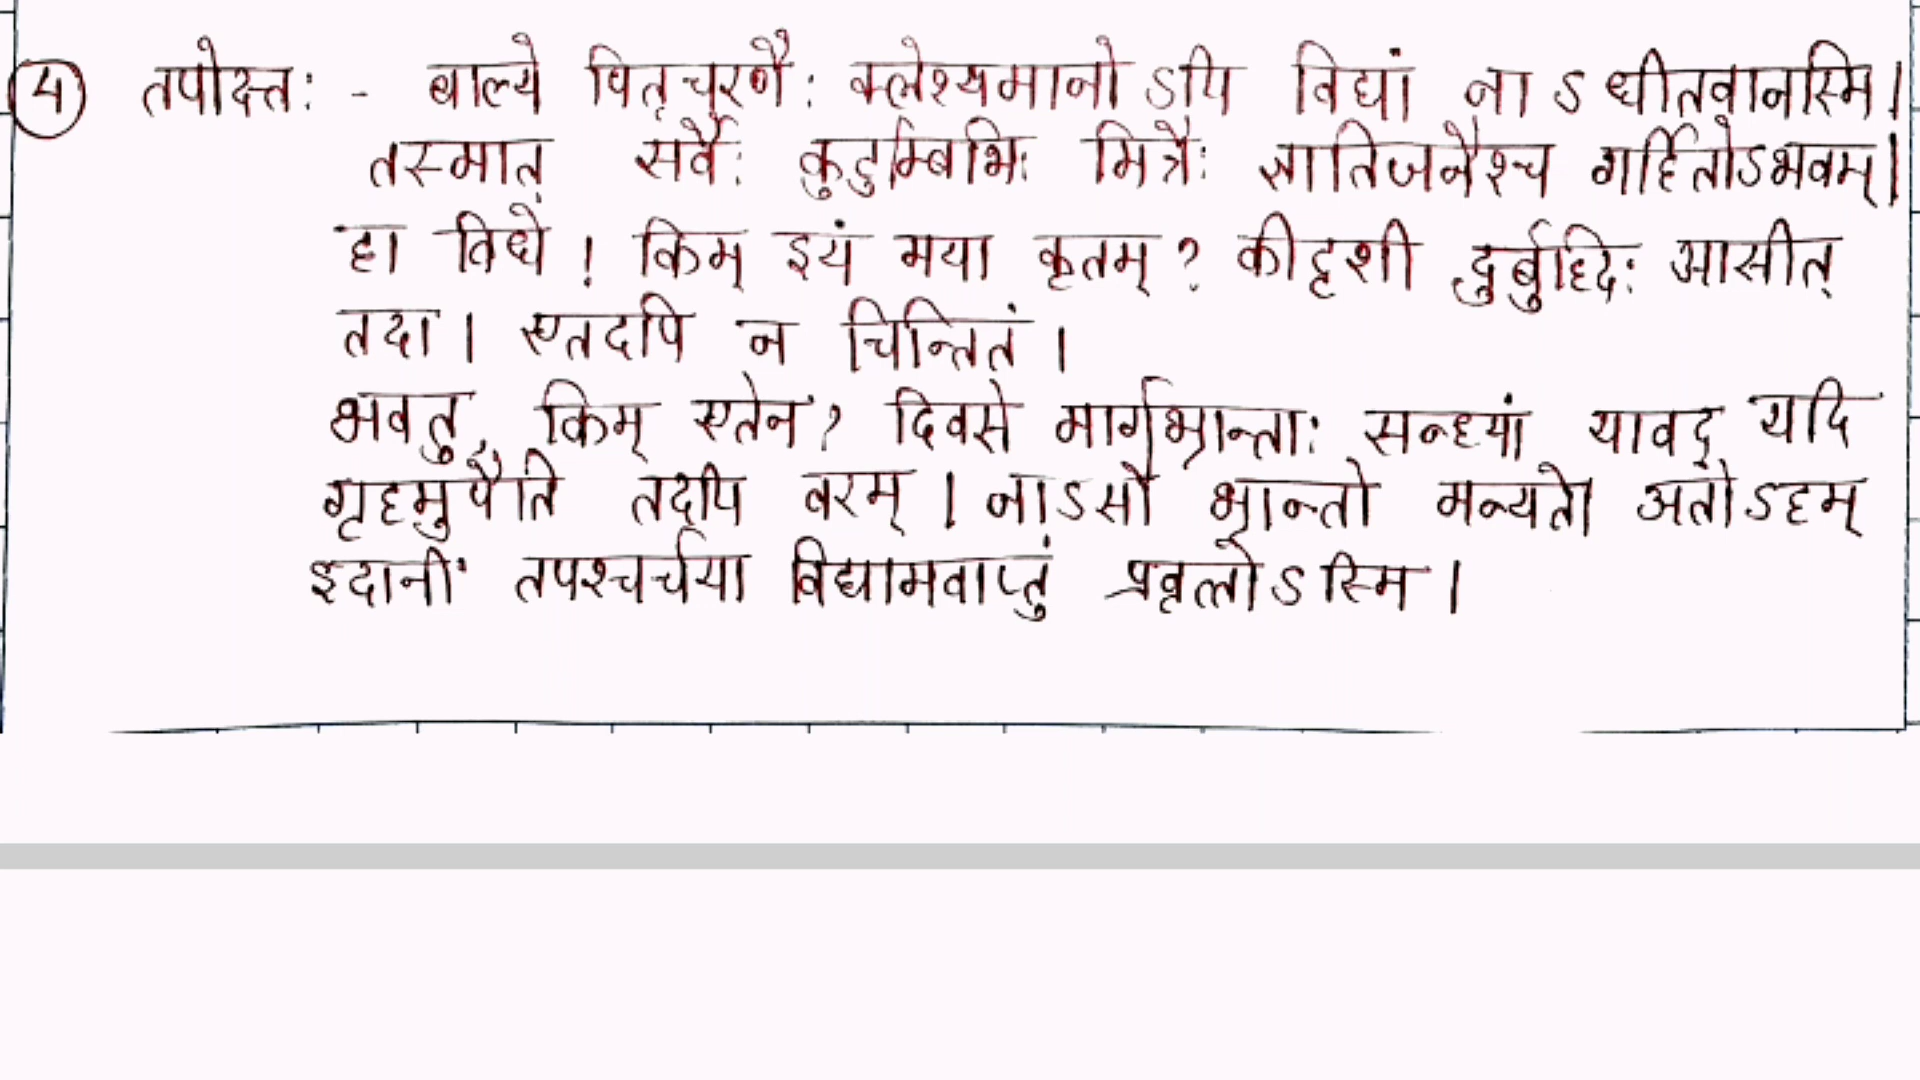 ④ तपोदत्तः - बाल्ये पितृचरणैः क्लेश्यमानोऽपि विद्यां नाऽधीतवानस्मि।
तस्मात् सर्वैः कुटुम्बिभिः मित्रैः ज्ञातिजनैश्च गर्हितोऽभवम्।
हा विधे! किम् इयं मया कृतम्? कीदृशी दुर्बुद्धिः आसीत्
तदा। एतदपि न चिन्तितं।
भवतु, किम् एतेन? दिवसे मार्गभ्रान्ताः सन्ध्यां यावद् यदि
गृहमुपैति तदपि वरम्। नाऽसौ भ्रान्तो मन्यते। अतोऽहम्
इदानीं तपश्चर्चया विद्यामवाप्तुं प्रवृत्तोऽस्मि।